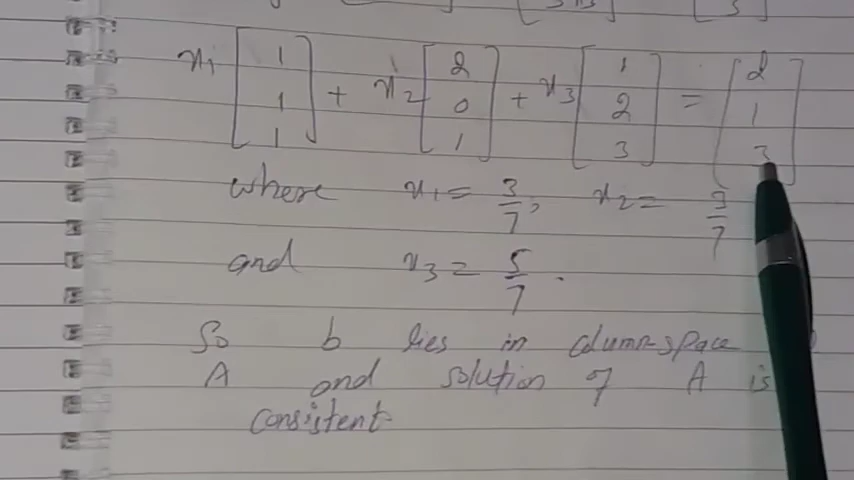 x₁ [1 1 1] + x₂ [2 0 1] + x₃ [1 2 3] = [2 1 3]
where x₁ = 3/7, x₂ = 3/7
and x₃ = 5/7.
So b lies in column space
A and solution of A is
consistent